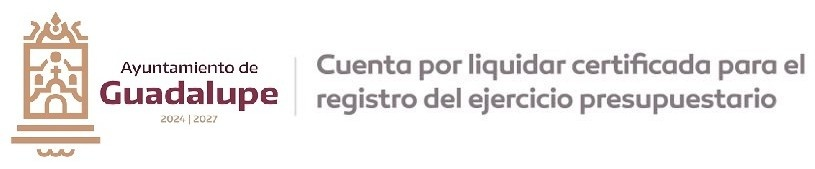 Ayuntamiento de
Guadalupe
2024 | 2027
Cuenta por liquidar certificada para el
registro del ejercicio presupuestario